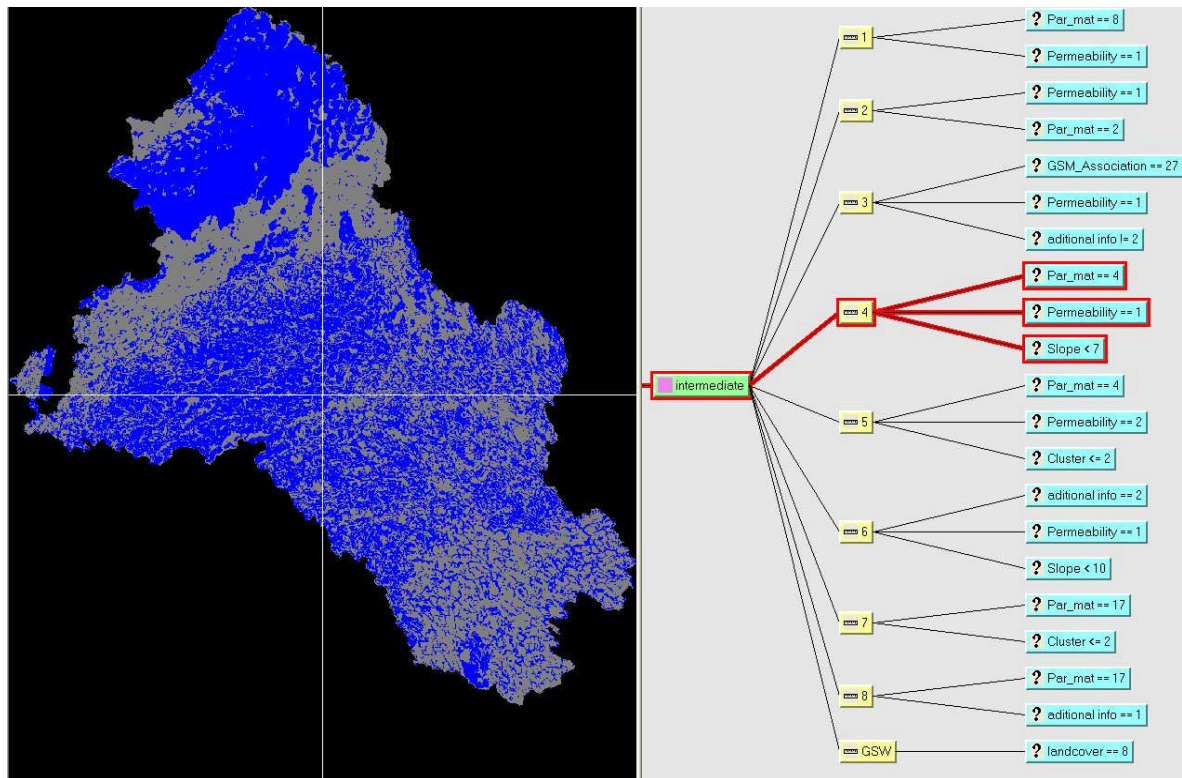 1
Par_mat == 8
Permeability == 1
2
Permeability == 1
Par_mat == 2
3
GSM_Association == 27
Permeability == 1
aditional info != 2
4
Par_mat == 4
Permeability == 1
Slope < 7
intermediate
5
Par_mat == 4
Permeability == 2
Cluster <= 2
6
aditional info == 2
Permeability == 1
Slope < 10
7
Par_mat == 17
Cluster <= 2
8
Par_mat == 17
aditional info == 1
GSW
landcover == 8